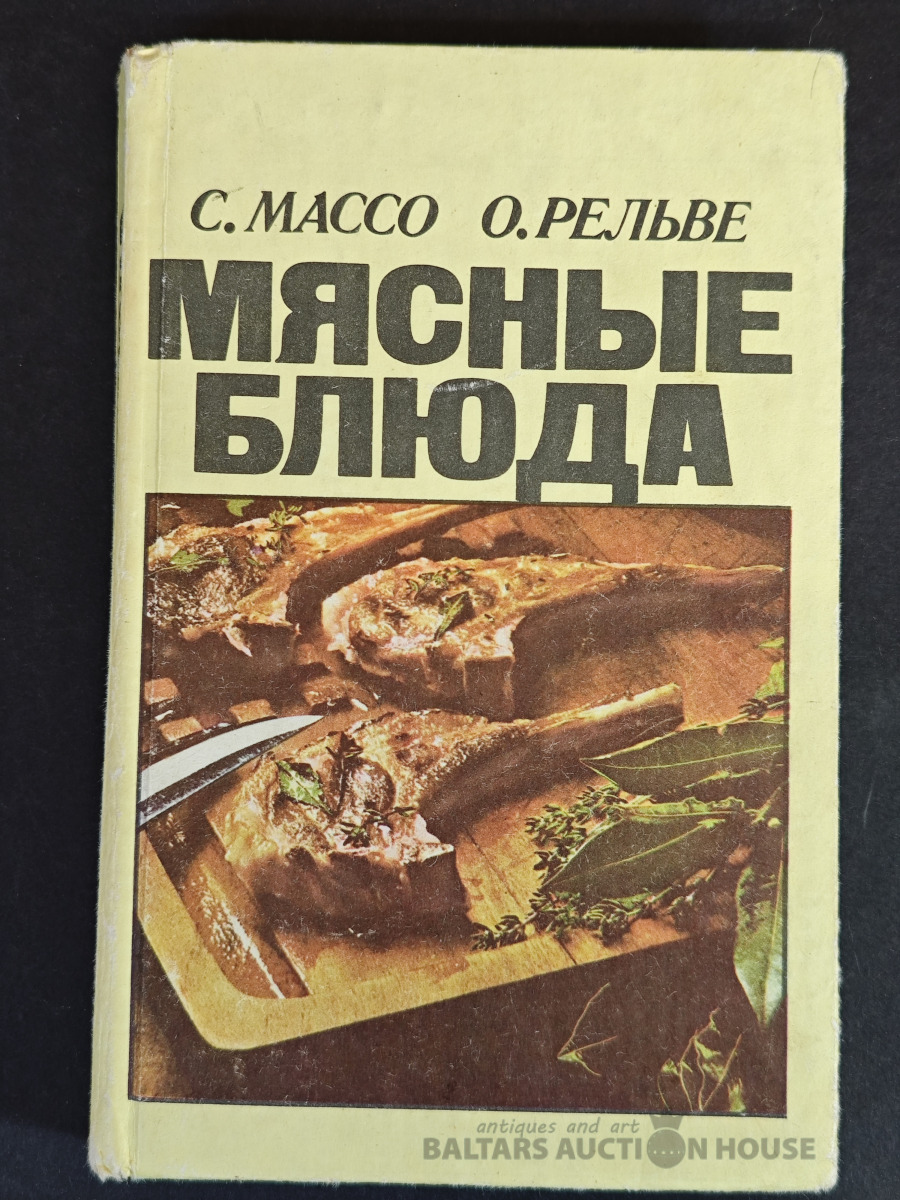 С. МАССО О. РЕЛЬВЕ
МЯСНЫЕ
БЛЮДА
antiques and art
BALTARS AUCTION HOUSE